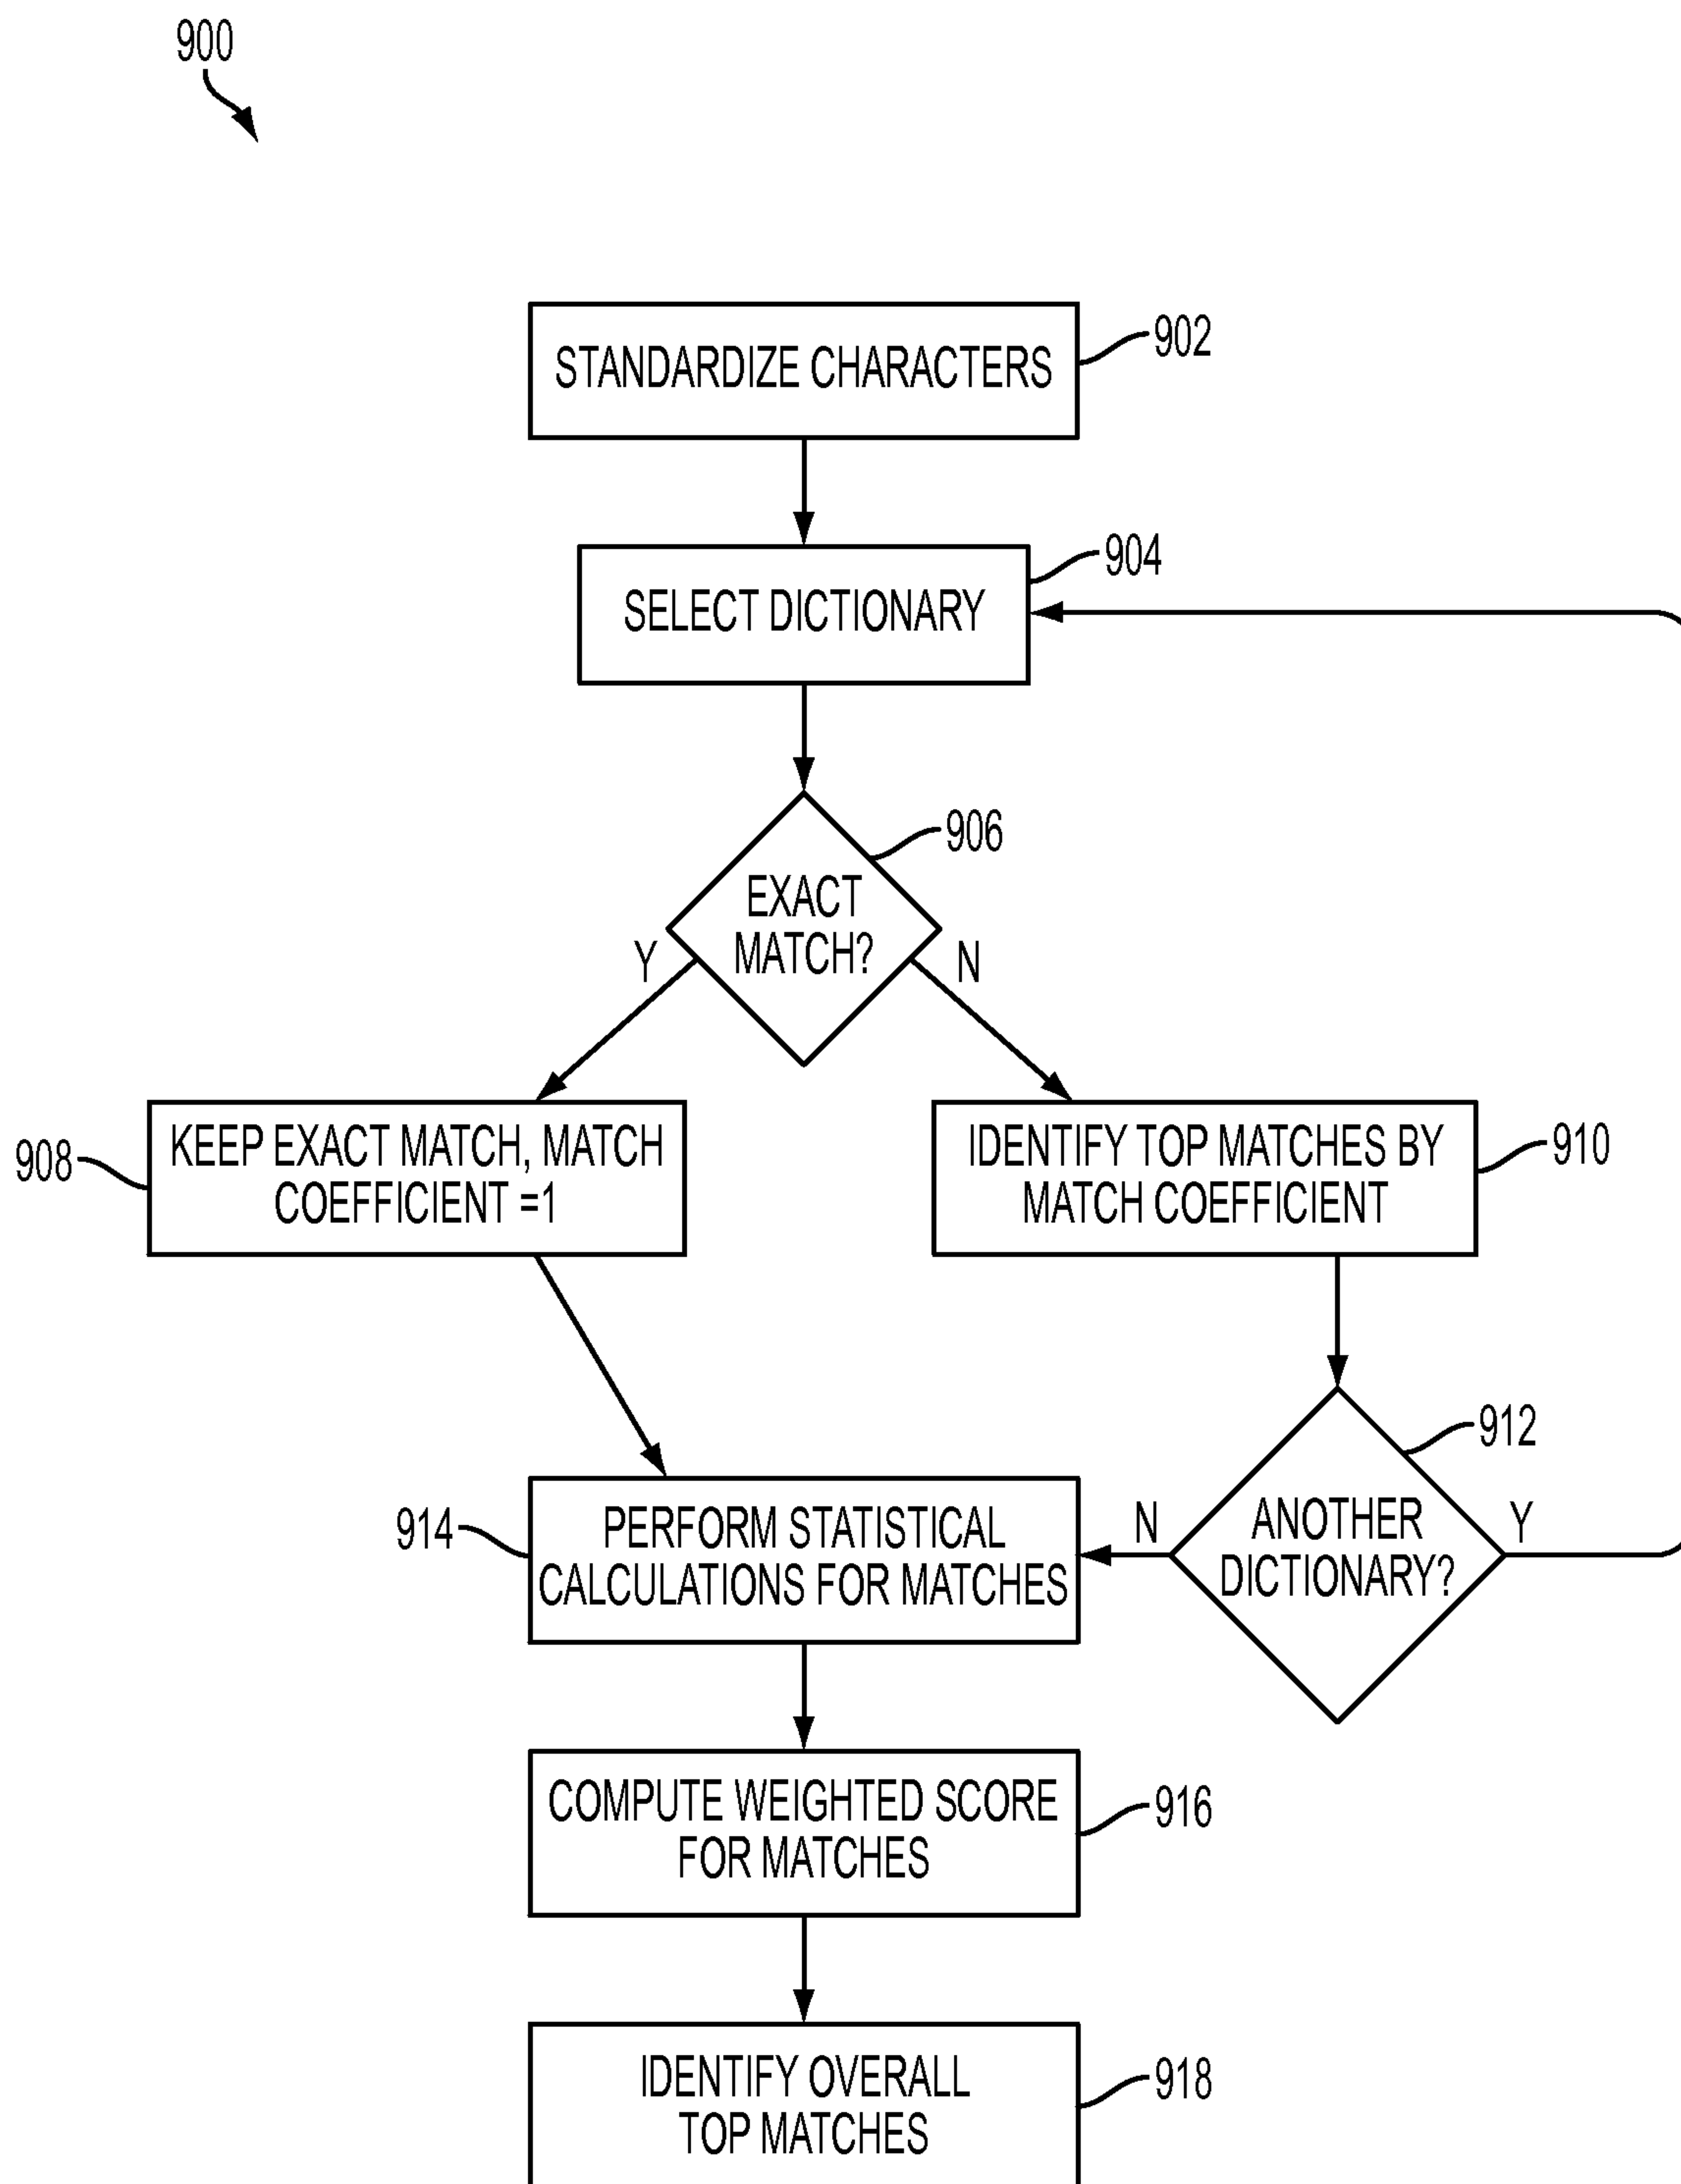 900
STANDARDIZE CHARACTERS
902
SELECT DICTIONARY
904
EXACT
MATCH?
906
Y
N
908
KEEP EXACT MATCH, MATCH
COEFFICIENT =1
IDENTIFY TOP MATCHES BY
MATCH COEFFICIENT
910
912
ANOTHER
DICTIONARY?
N
Y
914
PERFORM STATISTICAL
CALCULATIONS FOR MATCHES
COMPUTE WEIGHTED SCORE
FOR MATCHES
916
IDENTIFY OVERALL
TOP MATCHES
918